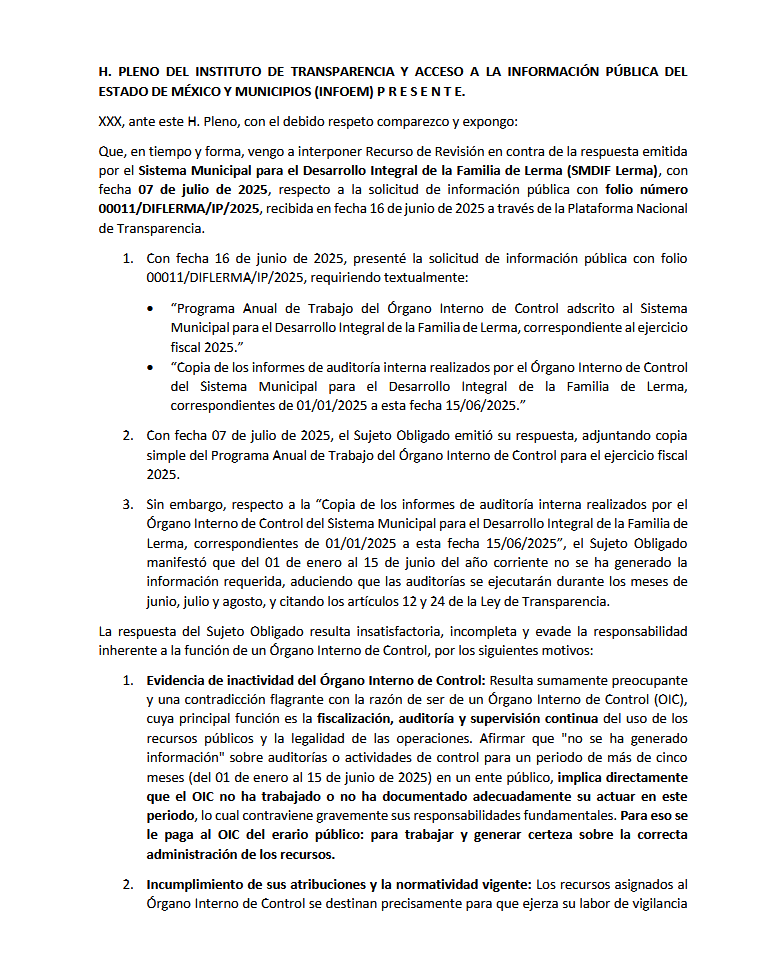 H. PLENO DEL INSTITUTO DE TRANSPARENCIA Y ACCESO A LA INFORMACIÓN PÚBLICA DEL
ESTADO DE MÉXICO Y MUNICIPIOS (INFOEM) P R E S E N T E.
XXX, ante este H. Pleno, con el debido respeto comparezco y expongo:
Que, en tiempo y forma, vengo a interponer Recurso de Revisión en contra de la respuesta emitida
por el Sistema Municipal para el Desarrollo Integral de la Familia de Lerma (SMDIF Lerma), con
fecha 07 de julio de 2025, respecto a la solicitud de información pública con folio número
00011/DIFLERMA/IP/2025, recibida en fecha 16 de junio de 2025 a través de la Plataforma Nacional
de Transparencia.
1. Con fecha 16 de junio de 2025, presenté la solicitud de información pública con folio
00011/DIFLERMA/IP/2025, requiriendo textualmente:
• “Programa Anual de Trabajo del Órgano Interno de Control adscrito al Sistema
Municipal para el Desarrollo Integral de la Familia de Lerma, correspondiente al ejercicio
fiscal 2025.”
• “Copia de los informes de auditoría interna realizados por el Órgano Interno de Control
del Sistema Municipal para el Desarrollo Integral de la Familia de Lerma,
correspondientes de 01/01/2025 a esta fecha 15/06/2025.”
2. Con fecha 07 de julio de 2025, el Sujeto Obligado emitió su respuesta, adjuntando copia
simple del Programa Anual de Trabajo del Órgano Interno de Control para el ejercicio fiscal
2025.
3. Sin embargo, respecto a la “Copia de los informes de auditoría interna realizados por el
Órgano Interno de Control del Sistema Municipal para el Desarrollo Integral de la Familia de
Lerma, correspondientes de 01/01/2025 a esta fecha 15/06/2025”, el Sujeto Obligado
manifestó que del 01 de enero al 15 de junio del año corriente no se ha generado la
información requerida, aduciendo que las auditorías se ejecutarán durante los meses de
junio, julio y agosto, y citando los artículos 12 y 24 de la Ley de Transparencia.
La respuesta del Sujeto Obligado resulta insatisfactoria, incompleta y evade la responsabilidad
inherente a la función de un Órgano Interno de Control, por los siguientes motivos:
1. Evidencia de inactividad del Órgano Interno de Control: Resulta sumamente preocupante
y una contradicción flagrante con la razón de ser de un Órgano Interno de Control (OIC),
cuya principal función es la fiscalización, auditoría y supervisión continua del uso de los
recursos públicos y la legalidad de las operaciones. Afirmar que "no se ha generado
información" sobre auditorías o actividades de control para un periodo de más de cinco
meses (del 01 de enero al 15 de junio de 2025) en un ente público, implica directamente
que el OIC no ha trabajado o no ha documentado adecuadamente su actuar en este
periodo, lo cual contraviene gravemente sus responsabilidades fundamentales. Para eso se
le paga al OIC del erario público: para trabajar y generar certeza sobre la correcta
administración de los recursos.
2. Incumplimiento de sus atribuciones y la normatividad vigente: Los recursos asignados al
Órgano Interno de Control se destinan precisamente para que ejerza su labor de vigilancia